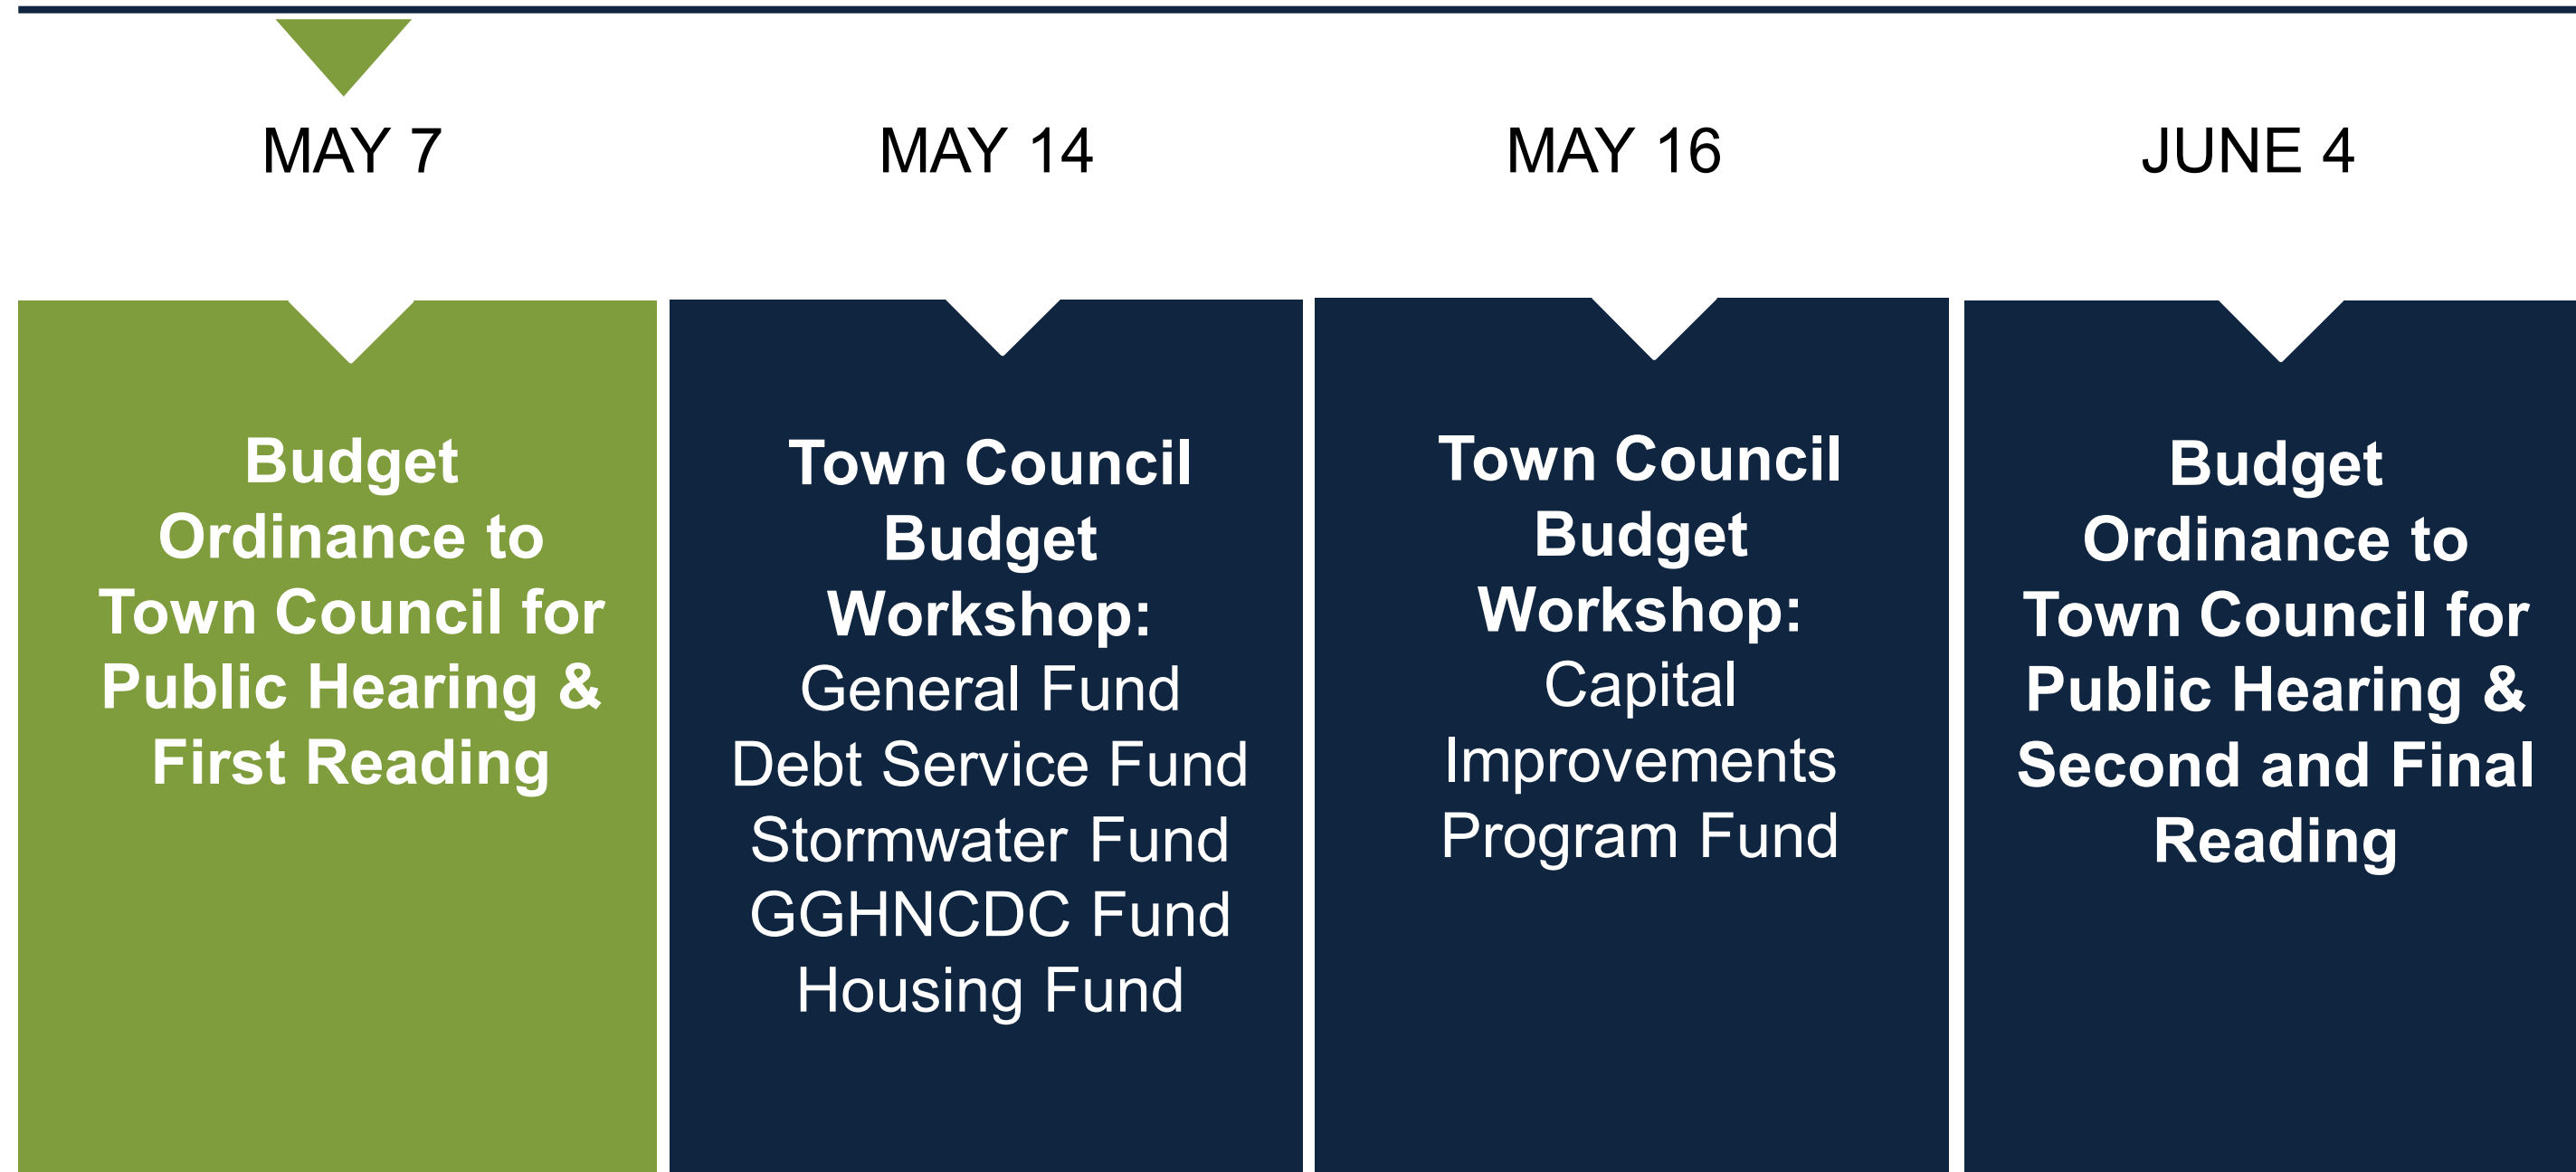 MAY 7
Budget
Ordinance to
Town Council for
Public Hearing &
First Reading
MAY 14
Town Council
Budget
Workshop:
General Fund
Debt Service Fund
Stormwater Fund
GGHNCDC Fund
Housing Fund
MAY 16
Town Council
Budget
Workshop:
Capital
Improvements
Program Fund
JUNE 4
Budget
Ordinance to
Town Council for
Public Hearing &
Second and Final
Reading